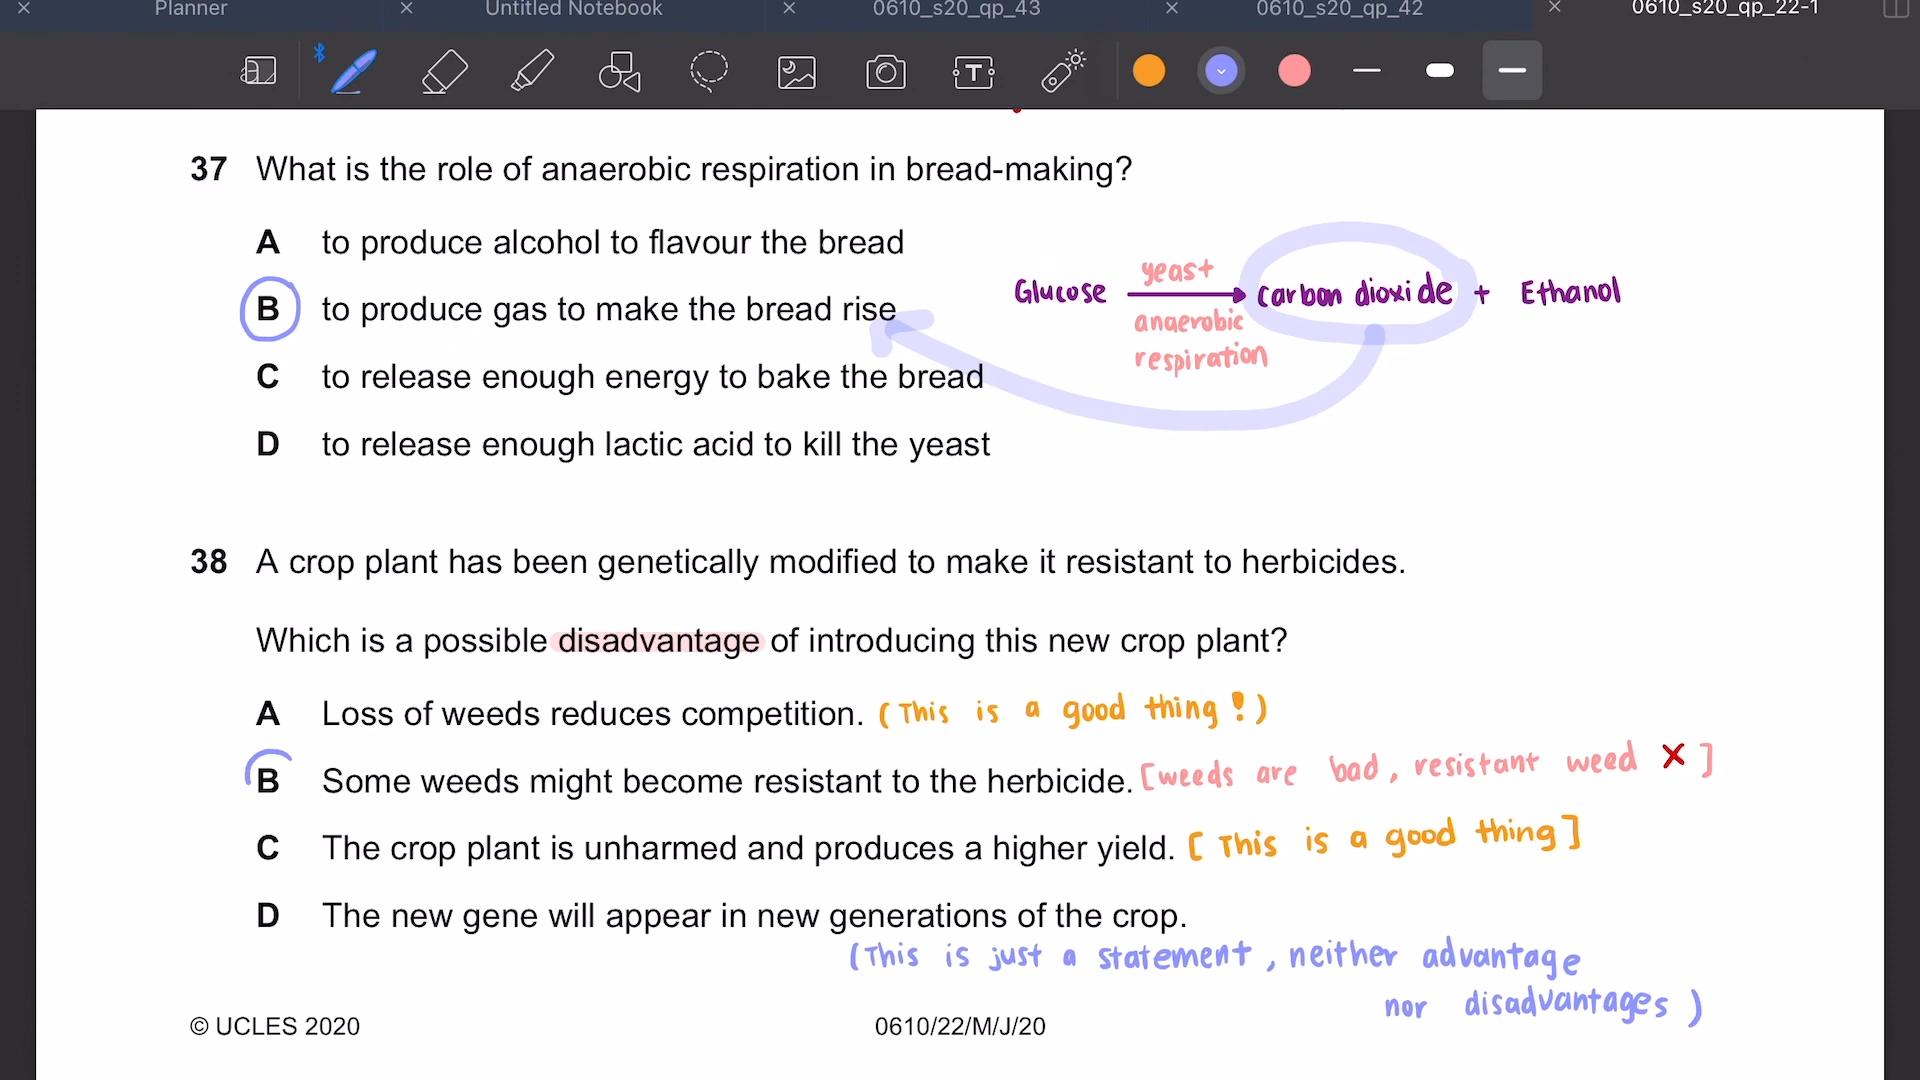 Planner
Untitled Notebook
0610_s20_qp_43
0610_s20_qp_42
0610_s20_qp_22-1
T
37 What is the role of anaerobic respiration in bread-making?
A to produce alcohol to flavour the bread
B to produce gas to make the bread rise
C to release enough energy to bake the bread
D to release enough lactic acid to kill the yeast
yeast
Glucose → carbon dioxide + Ethanol
anaerobic
respiration
38 A crop plant has been genetically modified to make it resistant to herbicides.
Which is a possible disadvantage of introducing this new crop plant?
A Loss of weeds reduces competition. (This is a good thing!)
B Some weeds might become resistant to the herbicide. [weeds are bad, resistant weed ✗]
C The crop plant is unharmed and produces a higher yield. [This is a good thing]
D The new gene will appear in new generations of the crop.
(This is just a statement, neither advantage
nor disadvantages)
© UCLES 2020
0610/22/M/J/20